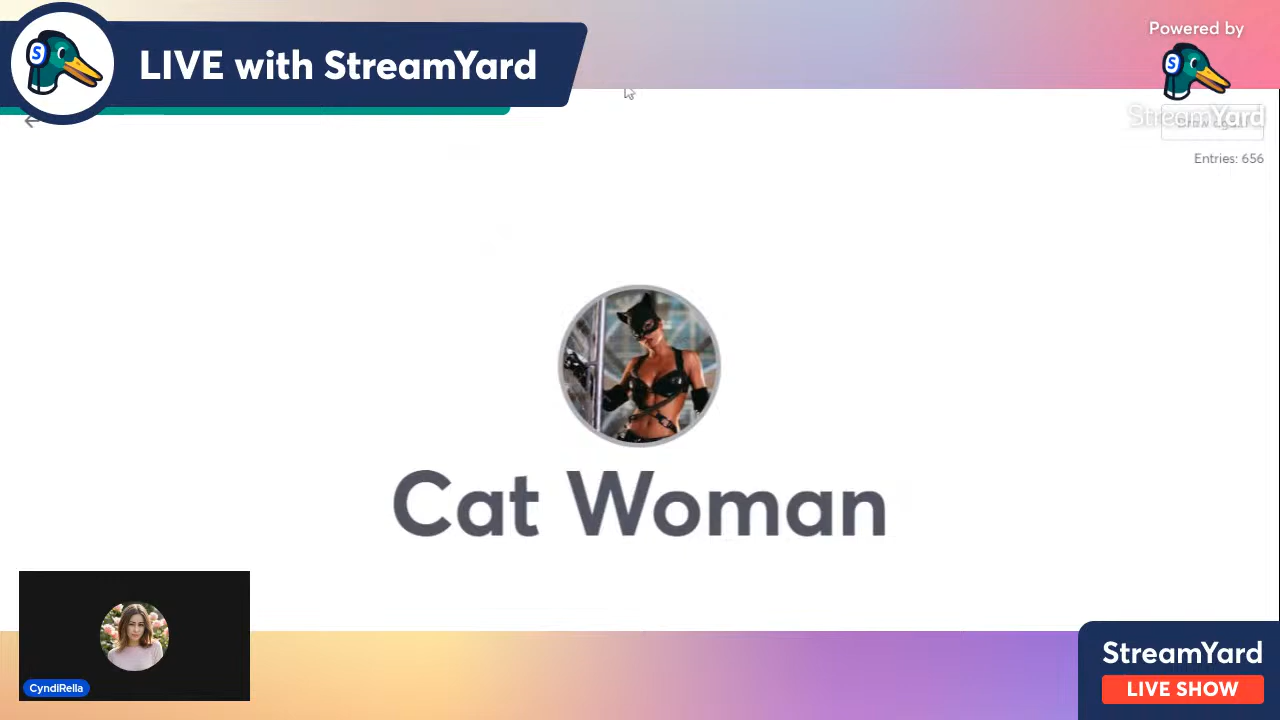 LIVE with StreamYard
Powered by
S
S
StreamYard
Entries: 656
Cat Woman
CyndiRella
StreamYard
LIVE SHOW